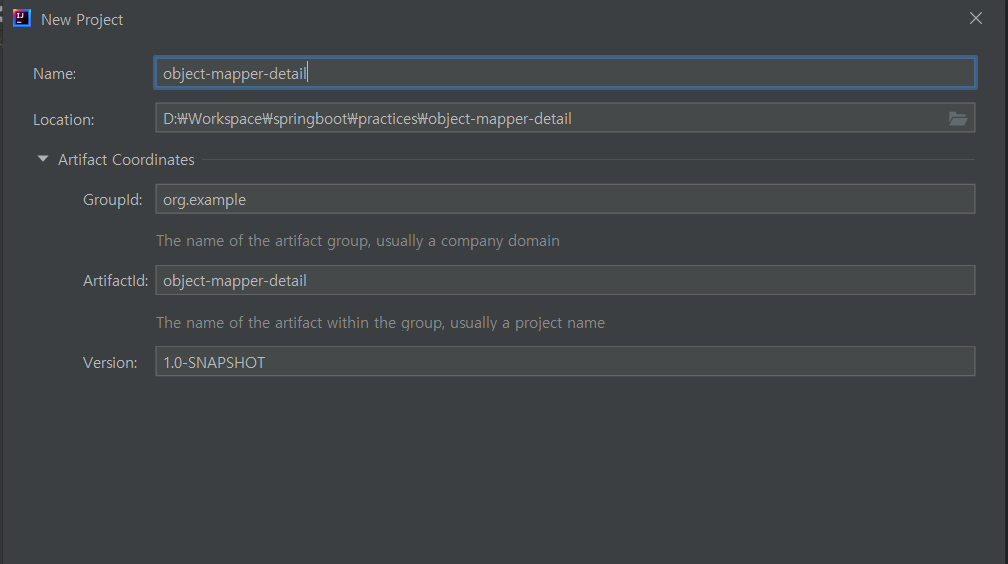 New Project
Name: object-mapper-detail
Location: D:₩Workspace₩springboot₩practices₩object-mapper-detail
Artifact Coordinates
GroupId: org.example
The name of the artifact group, usually a company domain
ArtifactId: object-mapper-detail
The name of the artifact within the group, usually a project name
Version: 1.0-SNAPSHOT